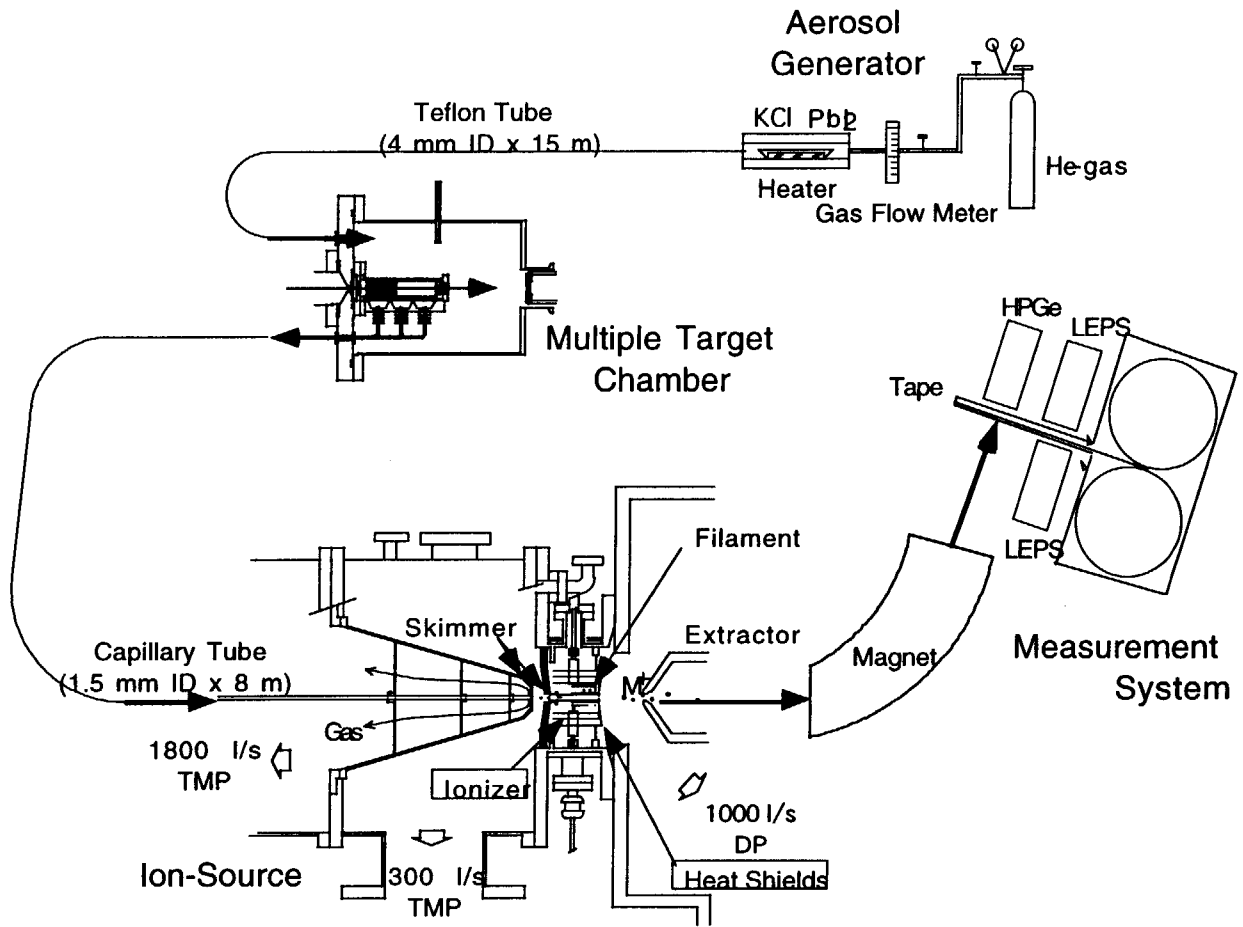 Aerosol
Generator
Teflon Tube
(4 mm ID x 15 m)
KCl PbI2
Heater
Gas Flow Meter
He-gas
Multiple Target
Chamber
HPGe
LEPS
Tape
LEPS
Filament
Skimmer
Extractor
Magnet
Measurement
System
Capillary Tube
(1.5 mm ID x 8 m)
M+
Gas
1800 l/s
TMP
Ionizer
1000 l/s
DP
Ion-Source
300 l/s
TMP
Heat Shields